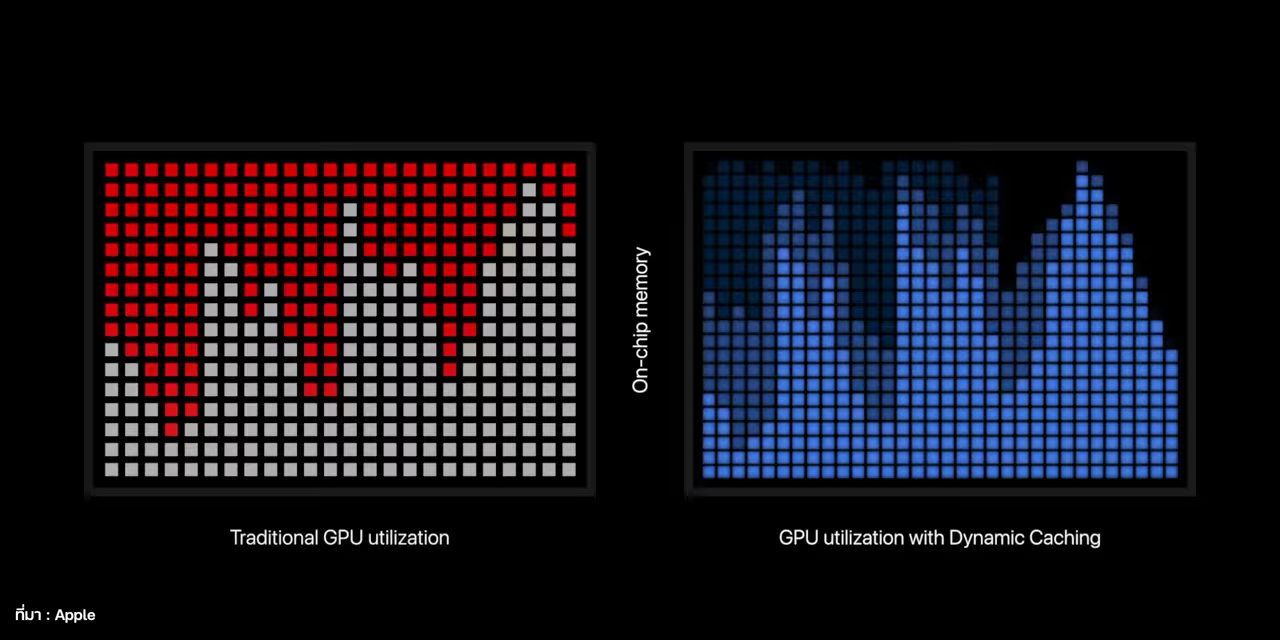 On-chip memory
Traditional GPU utilization
GPU utilization with Dynamic Caching
ที่มา : Apple